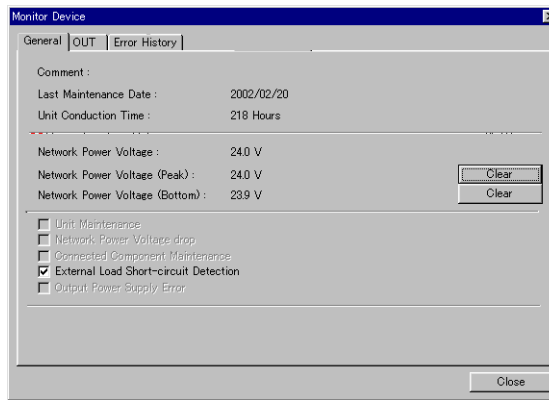 Monitor Device
General OUT Error History
Comment :
Last Maintenance Date : 2002/02/20
Unit Conduction Time : 218 Hours
Network Power Voltage : 24.0 V
Network Power Voltage (Peak) : 24.0 V Clear
Network Power Voltage (Bottom) : 23.9 V Clear
Unit Maintenance
Network Power Voltage drop
Connected Component Maintenance
External Load Short-circuit Detection
Output Power Supply Error
Close